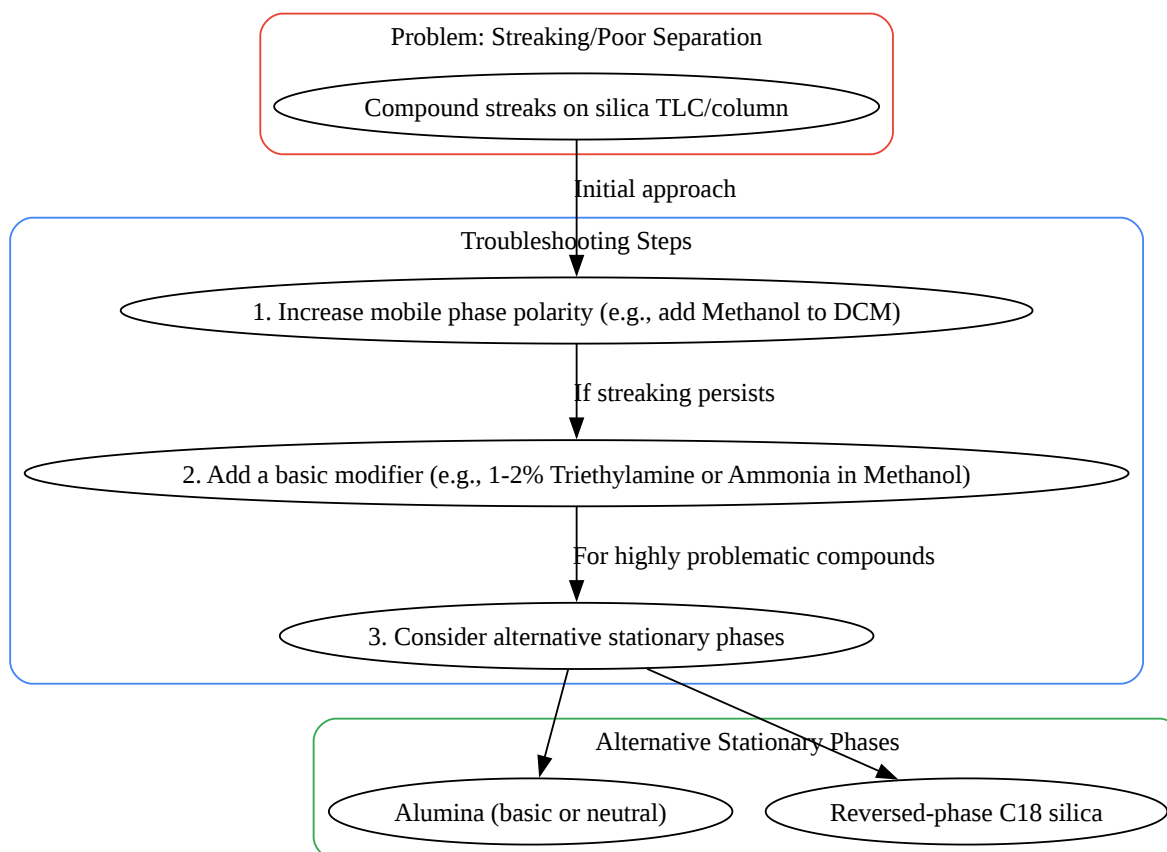 Problem: Streaking/Poor Separation
Compound streaks on silica TLC/column
Initial approach
Troubleshooting Steps
1. Increase mobile phase polarity (e.g., add Methanol to DCM)
If streaking persists
2. Add a basic modifier (e.g., 1-2% Triethylamine or Ammonia in Methanol)
For highly problematic compounds
3. Consider alternative stationary phases
Alternative Stationary Phases
Alumina (basic or neutral)
Reversed-phase C18 silica